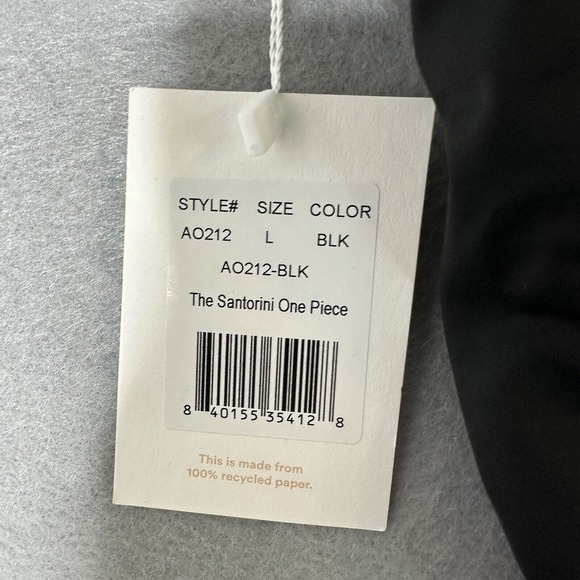 STYLE# SIZE COLOR
AO212 L BLK
AO212-BLK
The Santorini One Piece
8 40155 35412 8
This is made from
100% recycled paper.